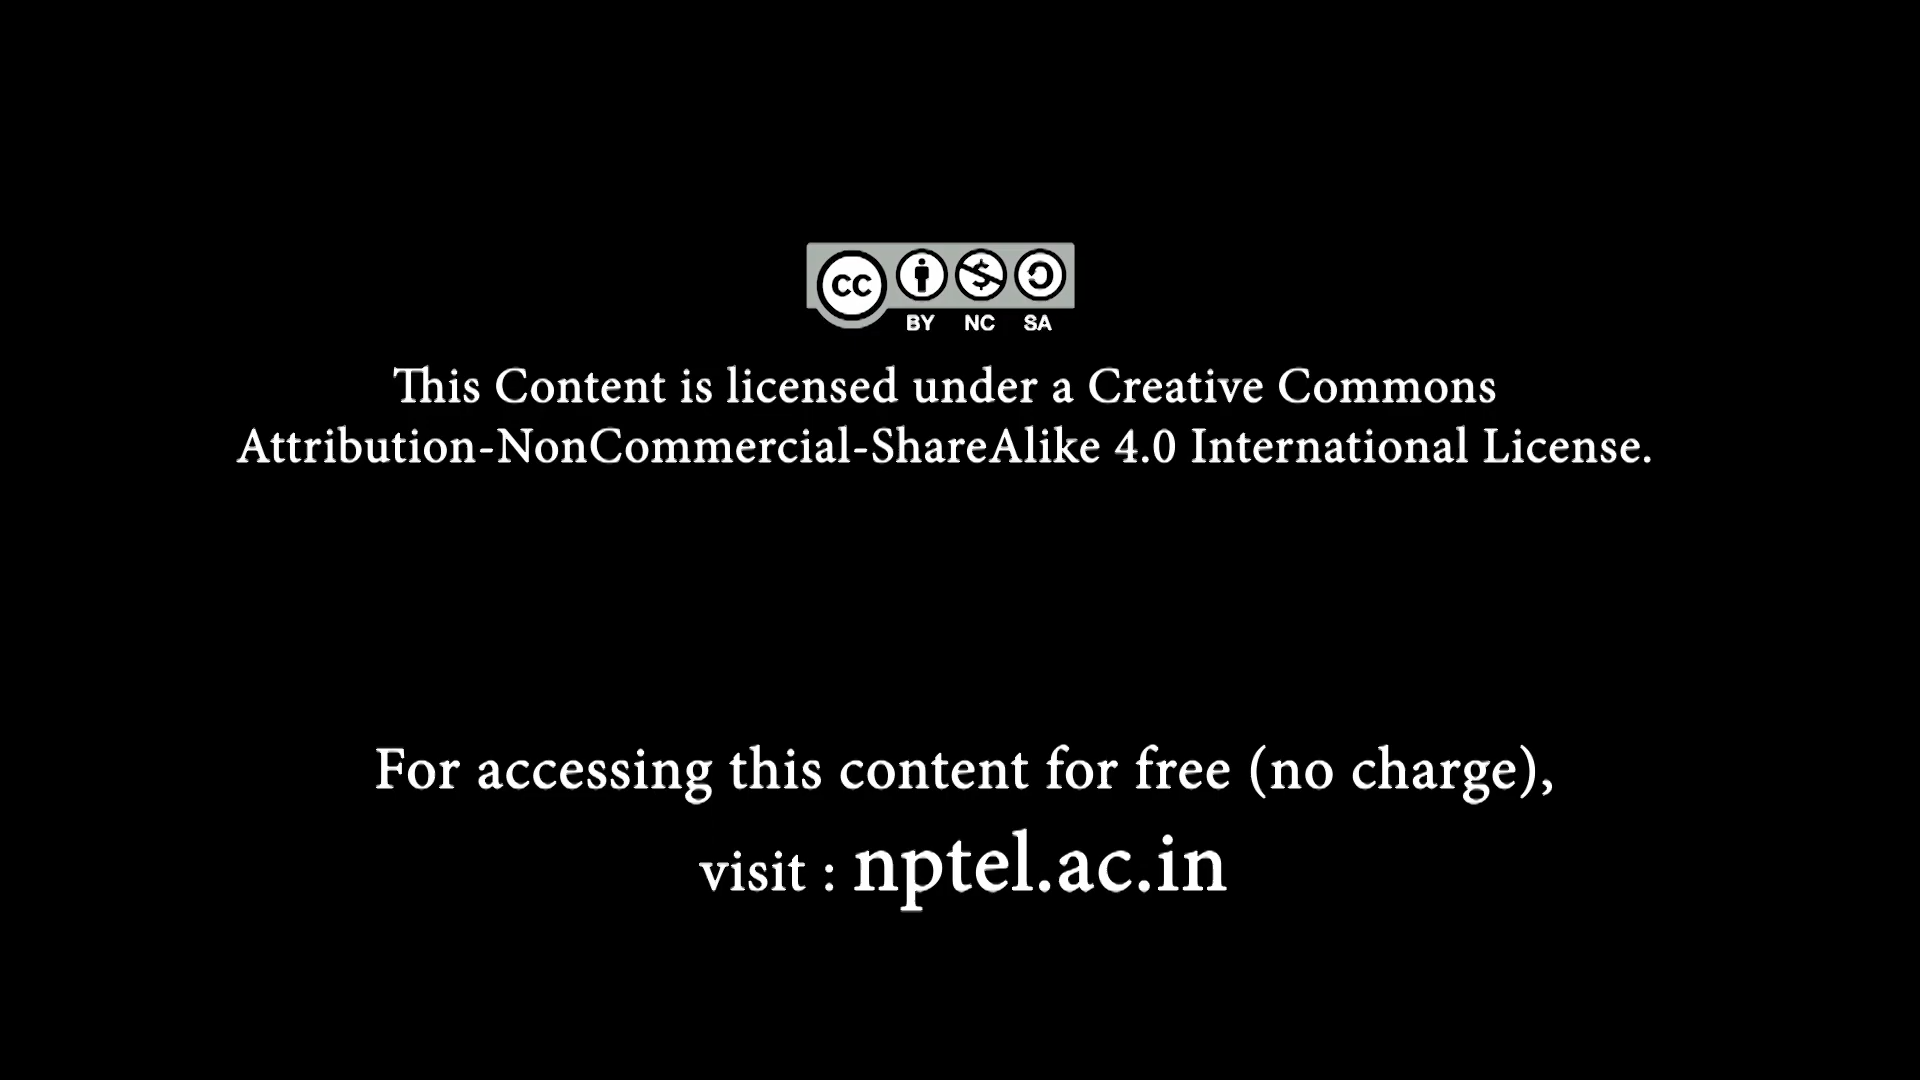 CC
BY NC SA
This Content is licensed under a Creative Commons
Attribution-NonCommercial-ShareAlike 4.0 International License.
For accessing this content for free (no charge),
visit : nptel.ac.in